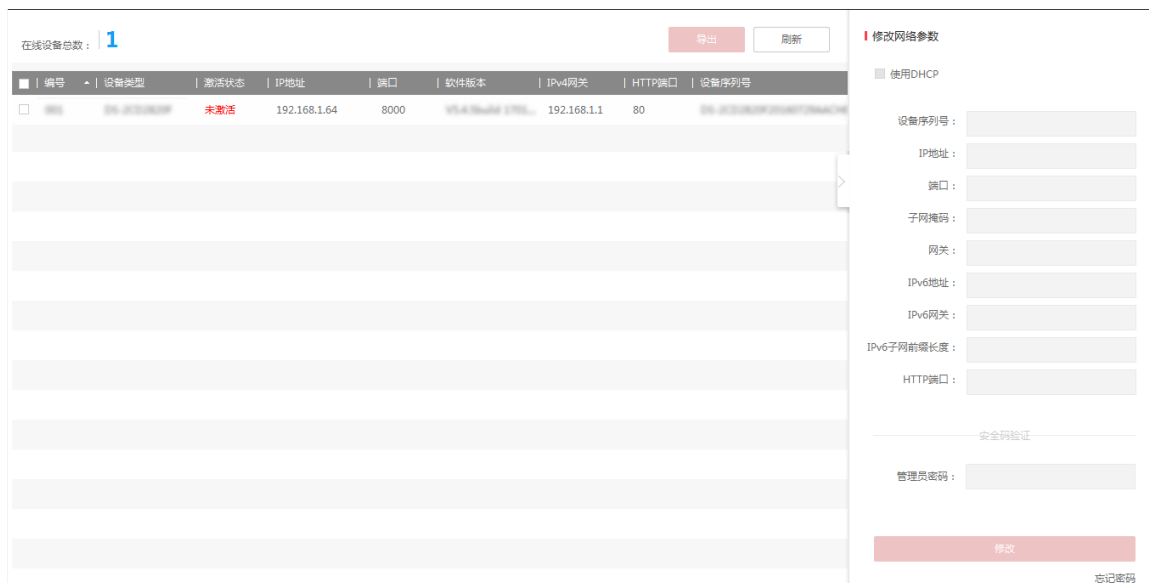 在线设备总数： 1
导出
刷新
编号 设备类型 激活状态 IP地址 端口 软件版本 IPv4网关 HTTP端口 设备序列号
未激活 192.168.1.64 8000 192.168.1.1 80
修改网络参数
使用DHCP
设备序列号：
IP地址：
端口：
子网掩码：
网关：
IPv6地址：
IPv6网关：
IPv6子网前缀长度：
HTTP端口：
安全码验证
管理员密码：
修改
忘记密码